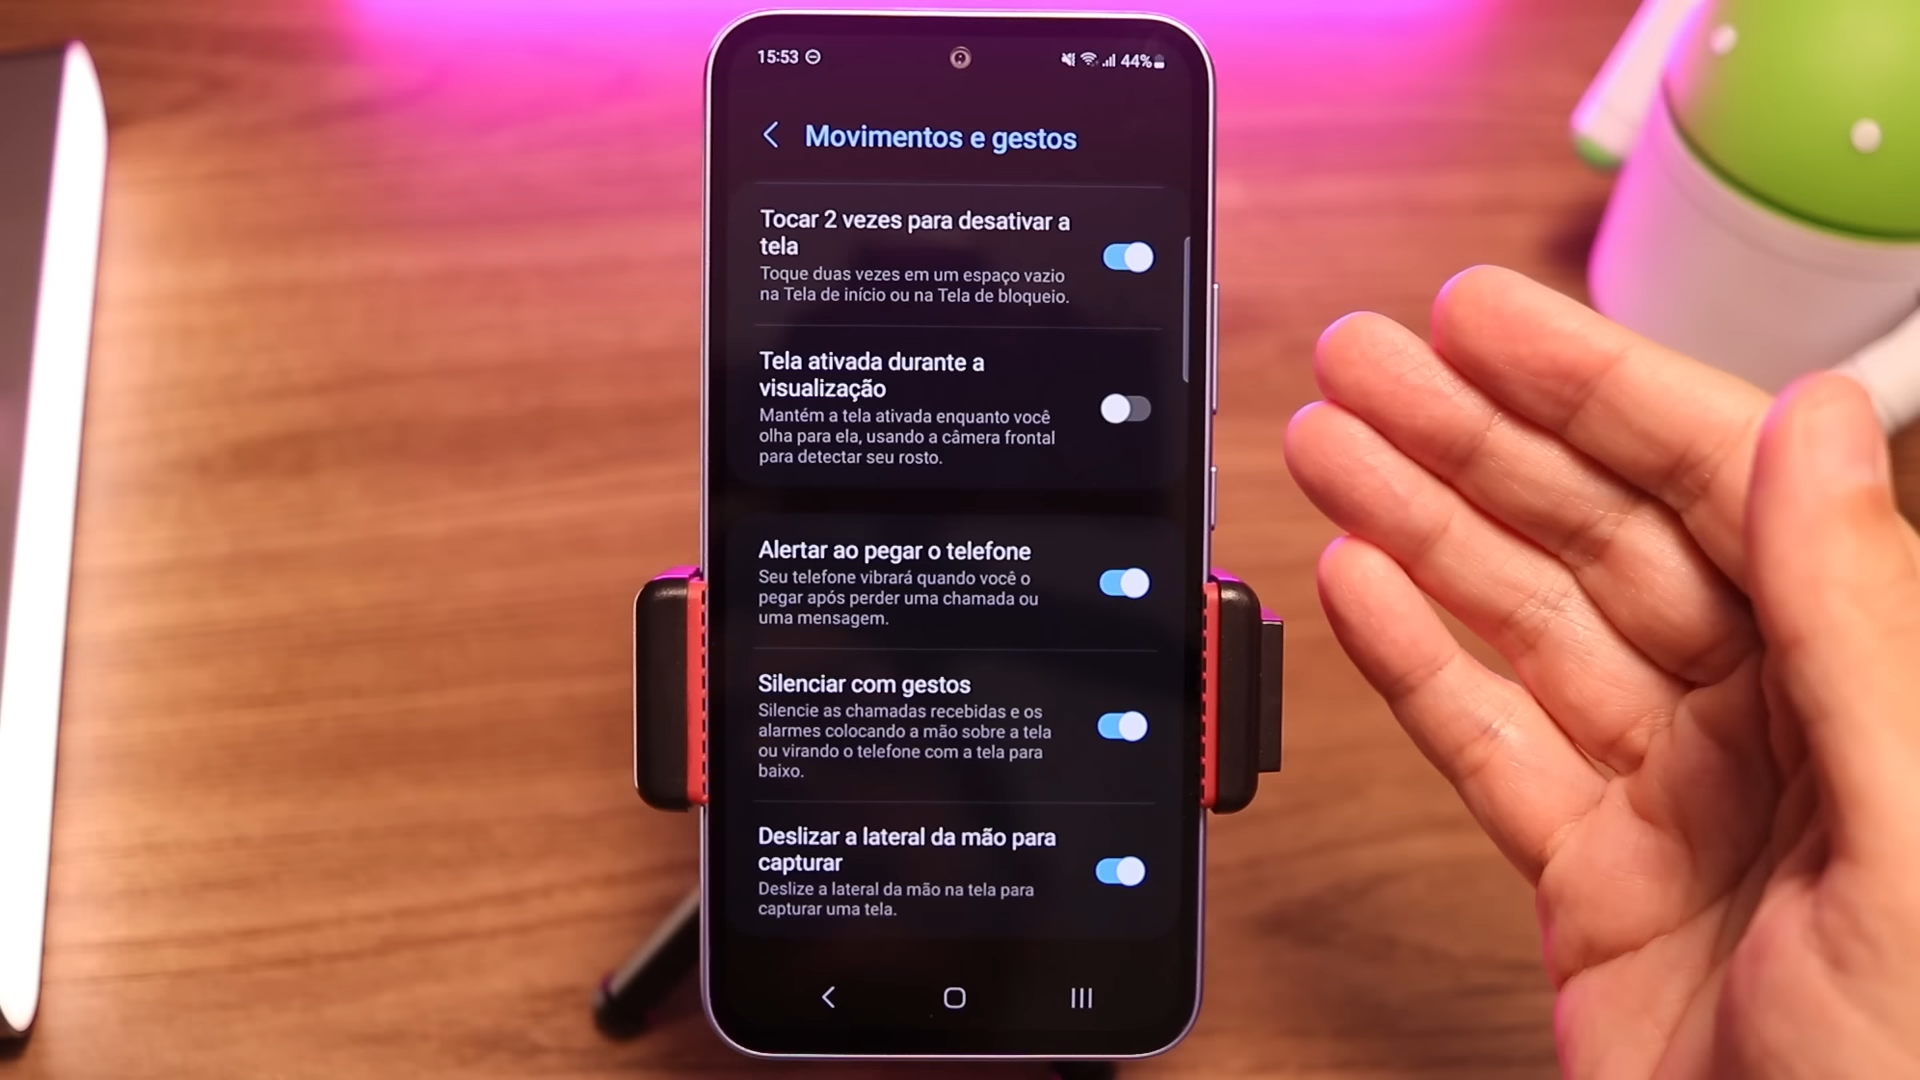 15:53
44%
Movimentos e gestos
Tocar 2 vezes para desativar a
tela
Toque duas vezes em um espaço vazio
na Tela de início ou na Tela de bloqueio.
Tela ativada durante a
visualização
Mantém a tela ativada enquanto você
olha para ela, usando a câmera frontal
para detectar seu rosto.
Alertar ao pegar o telefone
Seu telefone vibrará quando você o
pegar após perder uma chamada ou
uma mensagem.
Silenciar com gestos
Silencie as chamadas recebidas e os
alarmes colocando a mão sobre a tela
ou virando o telefone com a tela para
baixo.
Deslizar a lateral da mão para
capturar
Deslize a lateral da mão na tela para
capturar uma tela.